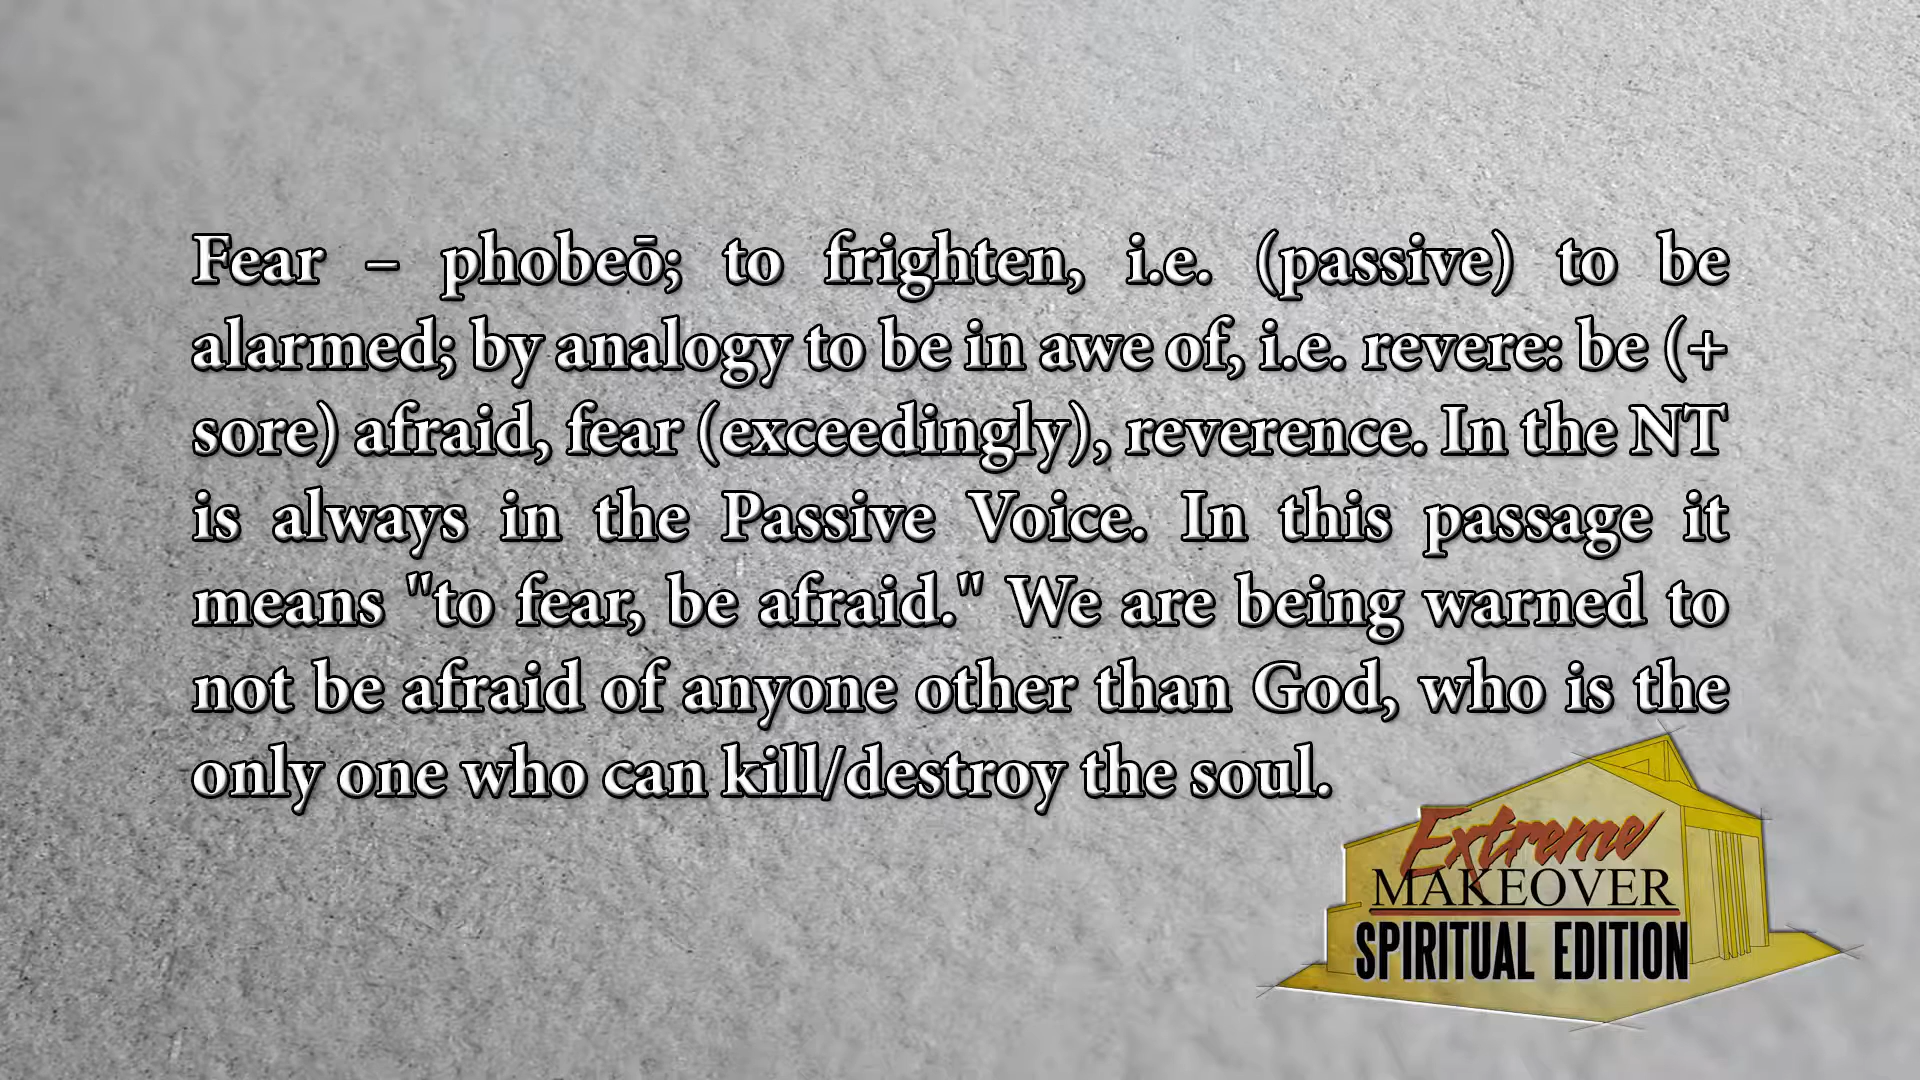 Fear – phobeō; to frighten, i.e. (passive) to be
alarmed; by analogy to be in awe of, i.e. revere: be (+
sore) afraid, fear (exceedingly), reverence. In the NT
is always in the Passive Voice. In this passage it
means "to fear, be afraid." We are being warned to
not be afraid of anyone other than God, who is the
only one who can kill/destroy the soul.
Extreme
MAKEOVER
SPIRITUAL EDITION